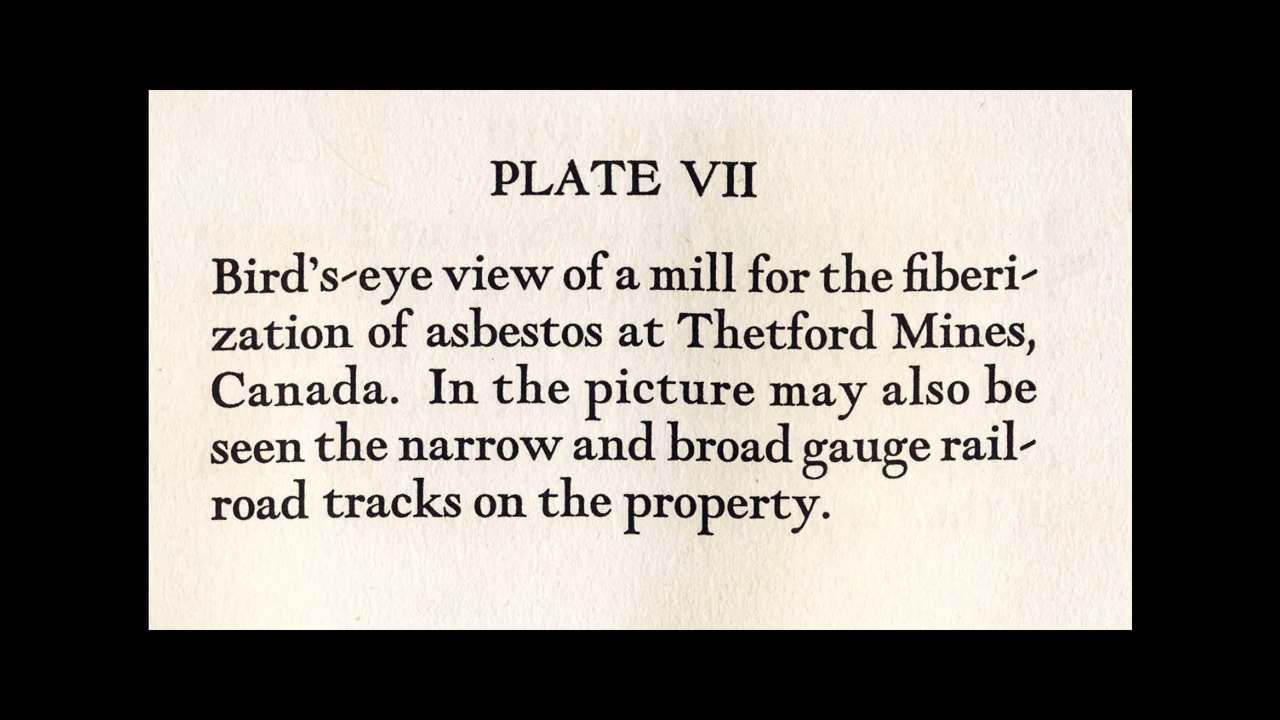 PLATE VII
Bird's-eye view of a mill for the fiberi-
zation of asbestos at Thetford Mines,
Canada. In the picture may also be
seen the narrow and broad gauge rail-
road tracks on the property.